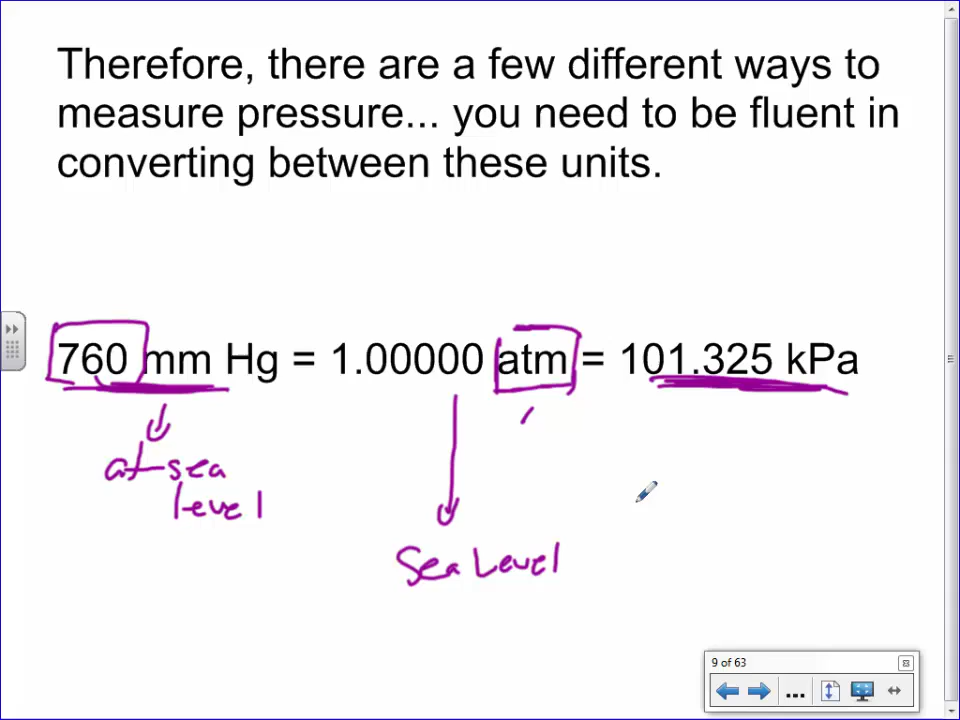 Therefore, there are a few different ways to
measure pressure... you need to be fluent in
converting between these units.
760 mm Hg = 1.00000 atm = 101.325 kPa
at sea
level
Sea Level
9 of 63
...